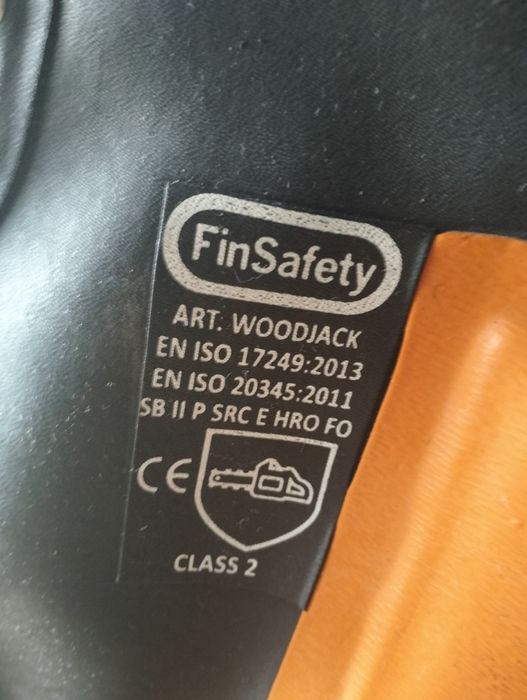 FinSafety
ART. WOODJACK
EN ISO 17249:2013
EN ISO 20345:2011
SB II P SRC E HRO FO
CE
CLASS 2